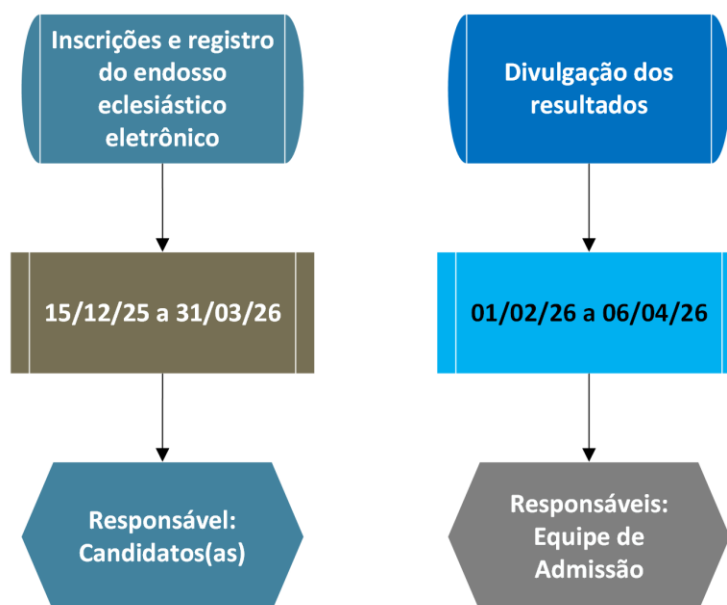 Inscrições e registro
do endosso
eclesiástico
eletrônico
15/12/25 a 31/03/26
Responsável:
Candidatos(as)
Divulgação dos
resultados
01/02/26 a 06/04/26
Responsáveis:
Equipe de
Admissão